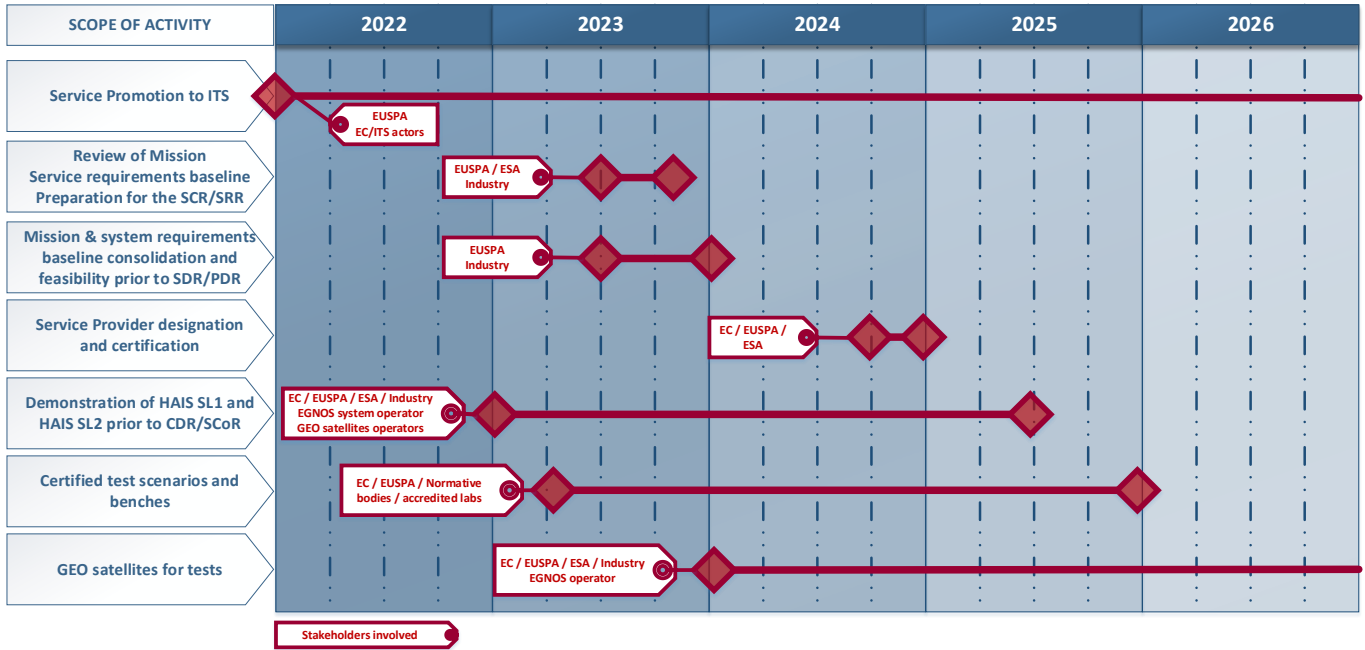 SCOPE OF ACTIVITY
2022
2023
2024
2025
2026
Service Promotion to ITS
EUSPA
EC/ITS actors
Review of Mission
Service requirements baseline
Preparation for the SCR/SRR
EUSPA / ESA
Industry
Mission & system requirements
baseline consolidation and
feasibility prior to SDR/PDR
EUSPA
Industry
Service Provider designation
and certification
EC / EUSPA /
ESA
Demonstration of HAIS SL1 and
HAIS SL2 prior to CDR/SCoR
EC / EUSPA / ESA / Industry
EGNOS system operator
GEO satellites operators
Certified test scenarios and
benches
EC / EUSPA / Normative
bodies / accredited labs
GEO satellites for tests
EC / EUSPA / ESA / Industry
EGNOS operator
Stakeholders involved